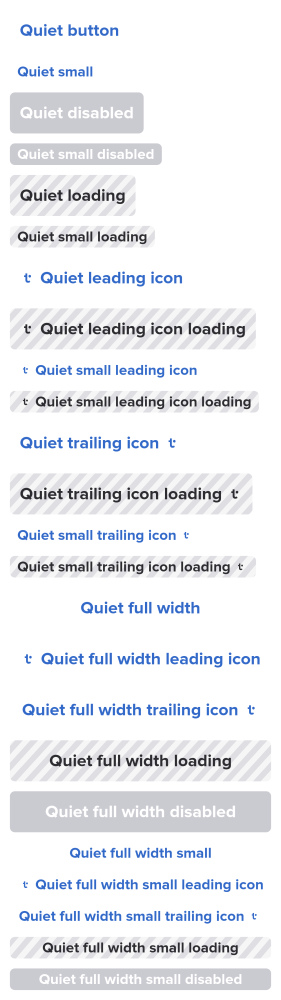 Quiet button
Quiet small
Quiet disabled
Quiet small disabled
Quiet loading
Quiet small loading
Quiet leading icon
Quiet leading icon loading
Quiet small leading icon
Quiet small leading icon loading
Quiet trailing icon
Quiet trailing icon loading
Quiet small trailing icon
Quiet small trailing icon loading
Quiet full width
Quiet full width leading icon
Quiet full width trailing icon
Quiet full width loading
Quiet full width disabled
Quiet full width small
Quiet full width small leading icon
Quiet full width small trailing icon
Quiet full width small loading
Quiet full width small disabled